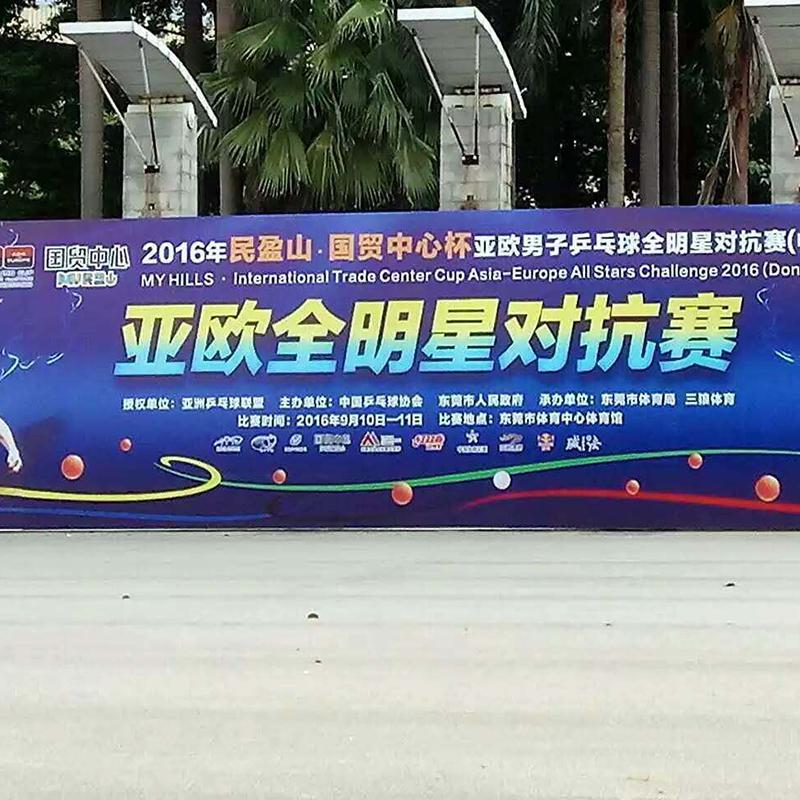 国贸中心
2016年民盈山·国贸中心杯亚欧男子乒乓球全明星对抗赛(
MY HILLS · International Trade Center Cup Asia-Europe All Stars Challenge 2016 (Don
亚欧全明星对抗赛
授权单位：亚洲乒乓球联盟 主办单位：中国乒乓球协会 东莞市人民政府 承办单位：东莞市体育局 三狼体育
比赛时间：2016年9月10日—11日 比赛地点：东莞市体育中心体育馆